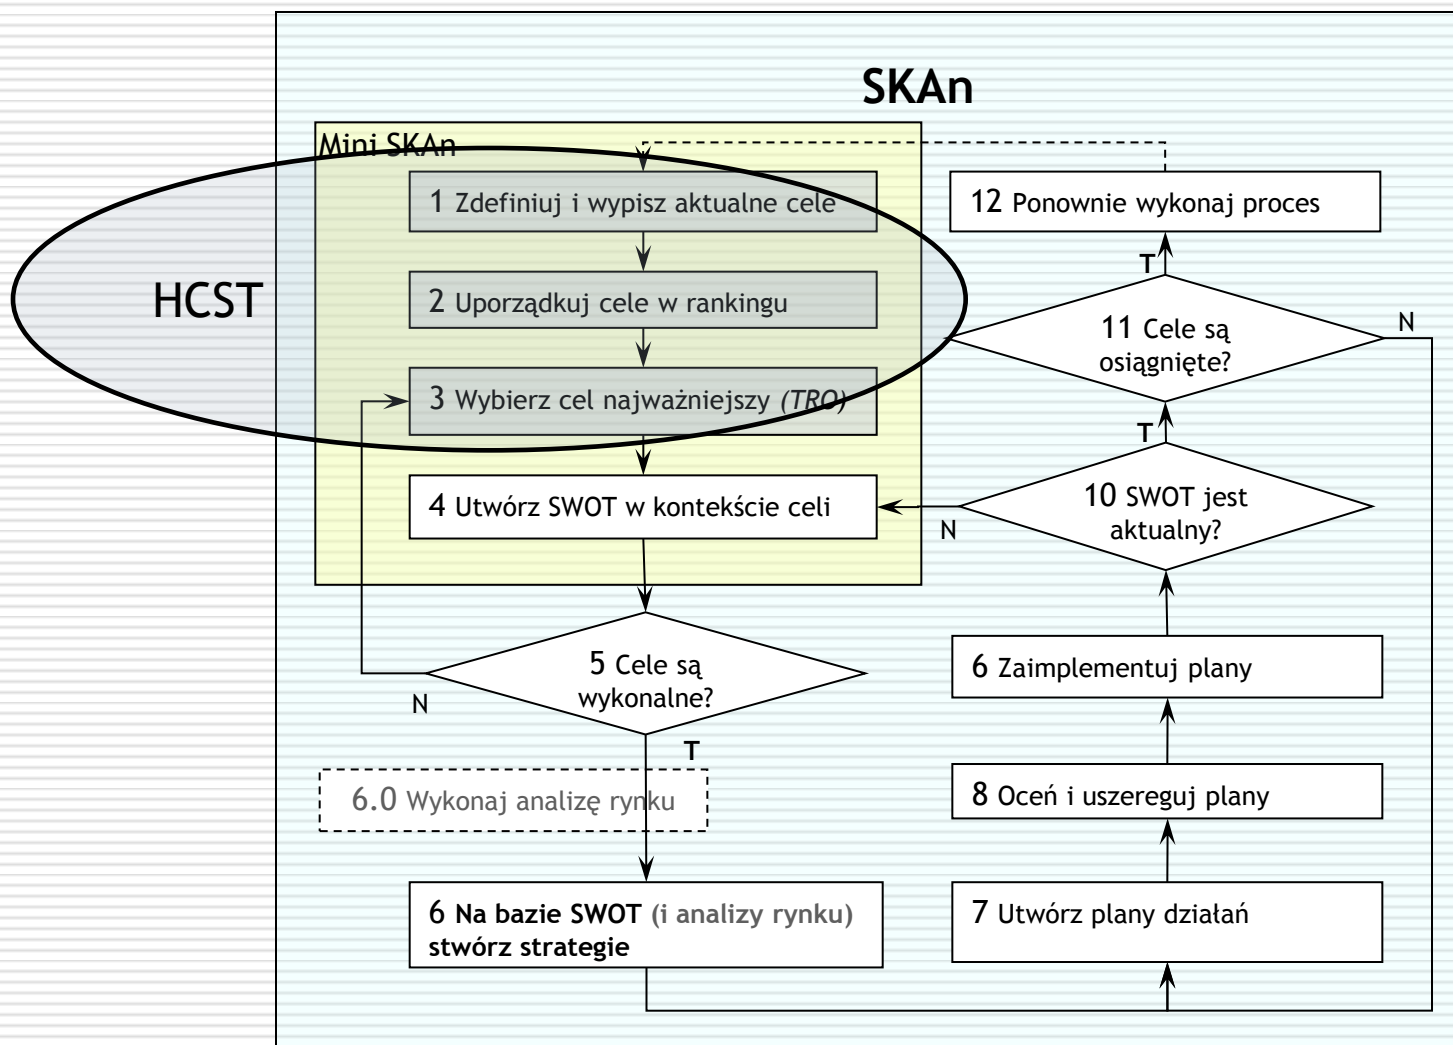 SKAn
Mini SKAn
HCST
1 Zdefiniuj i wypisz aktualne cele
2 Uporządkuj cele w rankingu
3 Wybierz cel najważniejszy (TRO)
4 Utwórz SWOT w kontekście celi
5 Cele są
wykonalne?
N
T
6.0 Wykonaj analizę rynku
6 Na bazie SWOT (i analizy rynku)
stwórz strategie
7 Utwórz plany działań
8 Oceń i uszereguj plany
6 Zaimplementuj plany
10 SWOT jest
aktualny?
N
T
11 Cele są
osiągnięte?
N
T
12 Ponownie wykonaj proces